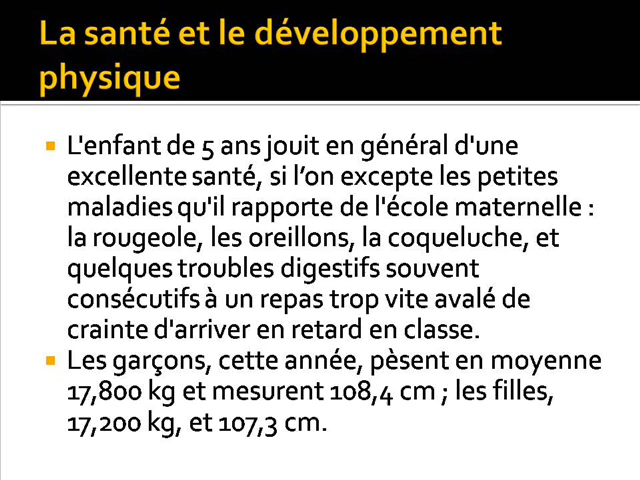 La santé et le développement
physique
L'enfant de 5 ans jouit en général d'une
excellente santé, si l’on excepte les petites
maladies qu'il rapporte de l'école maternelle :
la rougeole, les oreillons, la coqueluche, et
quelques troubles digestifs souvent
consécutifs à un repas trop vite avalé de
crainte d'arriver en retard en classe.
Les garçons, cette année, pèsent en moyenne
17,800 kg et mesurent 108,4 cm ; les filles,
17,200 kg, et 107,3 cm.